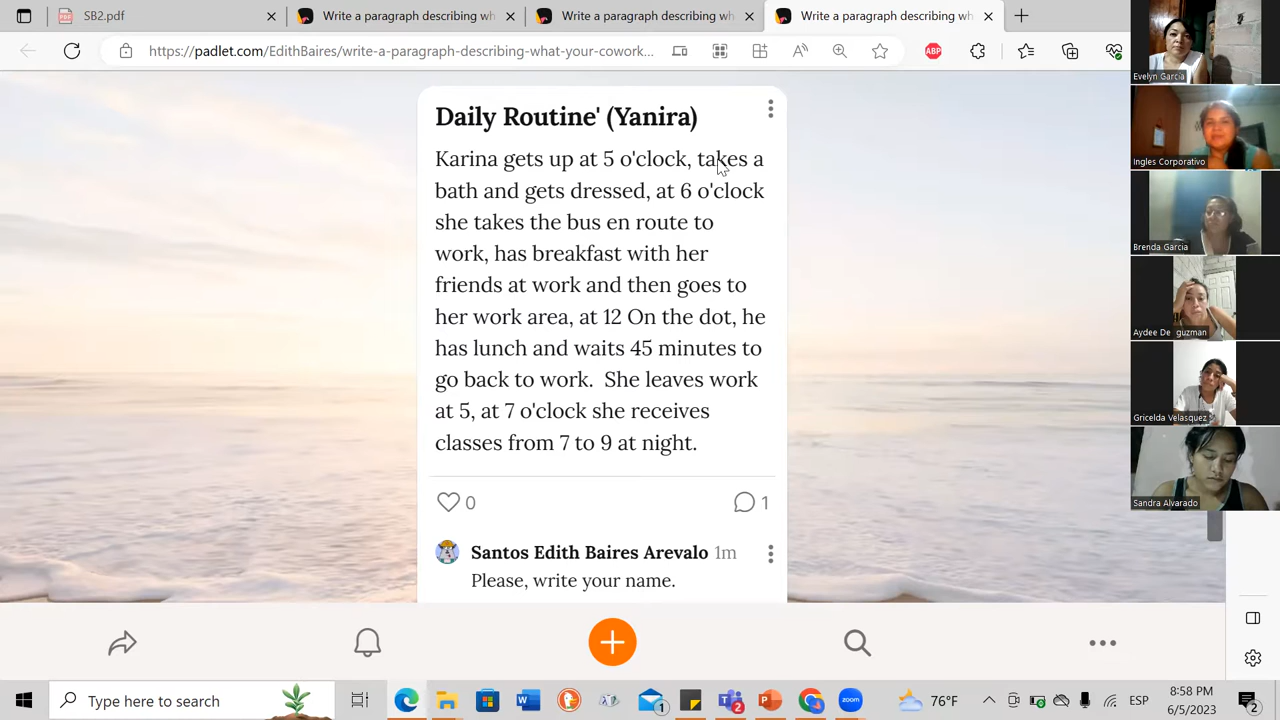 SB2.pdf
Write a paragraph describing wh
Write a paragraph describing wh
https://padlet.com/EdithBaires/write-a-paragraph-describing-what-your-cowork...
ABP
Daily Routine' (Yanira)
Karina gets up at 5 o'clock, takes a
bath and gets dressed, at 6 o'clock
she takes the bus en route to
work, has breakfast with her
friends at work and then goes to
her work area, at 12 On the dot, he
has lunch and waits 45 minutes to
go back to work.  She leaves work
at 5, at 7 o'clock she receives
classes from 7 to 9 at night.
0
1
Santos Edith Baires Arevalo 1m
Please, write your name.
Evelyn Garcia
Ingles Corporativo
Brenda Garcia
Aydee De guzman
Gricelda Velasquez
Sandra Alvarado
Type here to search
1
2
76°F
ESP
8:58 PM
6/5/2023
2